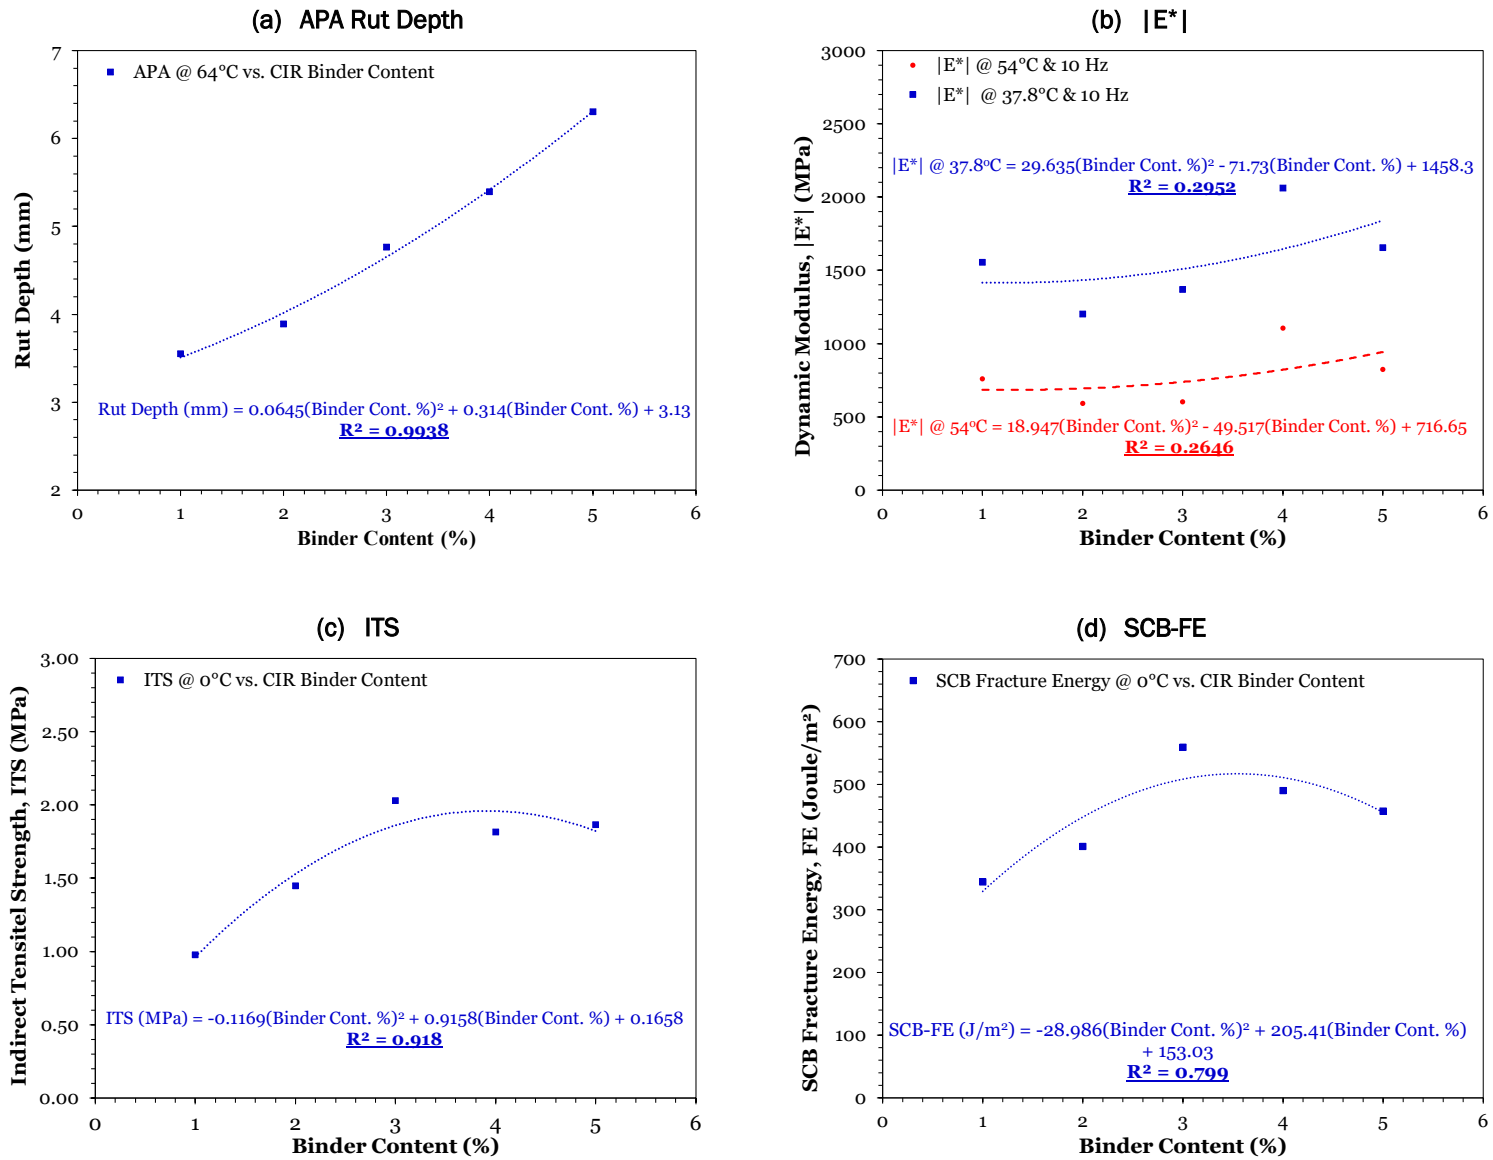 (a) APA Rut Depth
7
6
5
4
3
2
Rut Depth (mm)
APA @ 64°C vs. CIR Binder Content
Rut Depth (mm) = 0.0645(Binder Cont. %)² + 0.314(Binder Cont. %) + 3.13
R² = 0.9938
0 1 2 3 4 5 6
Binder Content (%)
(b) |E*|
3000
2500
2000
1500
1000
500
0
Dynamic Modulus, |E*| (MPa)
|E*| @ 54°C & 10 Hz
|E*| @ 37.8°C & 10 Hz
|E*| @ 37.8°C = 29.635(Binder Cont. %)² - 71.73(Binder Cont. %) + 1458.3
R² = 0.2952
|E*| @ 54°C = 18.947(Binder Cont. %)² - 49.517(Binder Cont. %) + 716.65
R² = 0.2646
0 1 2 3 4 5 6
Binder Content (%)
(c) ITS
3.00
2.50
2.00
1.50
1.00
0.50
0.00
Indirect Tensitel Strength, ITS (MPa)
ITS @ 0°C vs. CIR Binder Content
ITS (MPa) = -0.1169(Binder Cont. %)² + 0.9158(Binder Cont. %) + 0.1658
R² = 0.918
0 1 2 3 4 5 6
Binder Content (%)
(d) SCB-FE
700
600
500
400
300
200
100
0
SCB Fracture Energy, FE (Joule/m²)
SCB Fracture Energy @ 0°C vs. CIR Binder Content
SCB-FE (J/m²) = -28.986(Binder Cont. %)² + 205.41(Binder Cont. %)
+ 153.03
R² = 0.799
0 1 2 3 4 5 6
Binder Content (%)